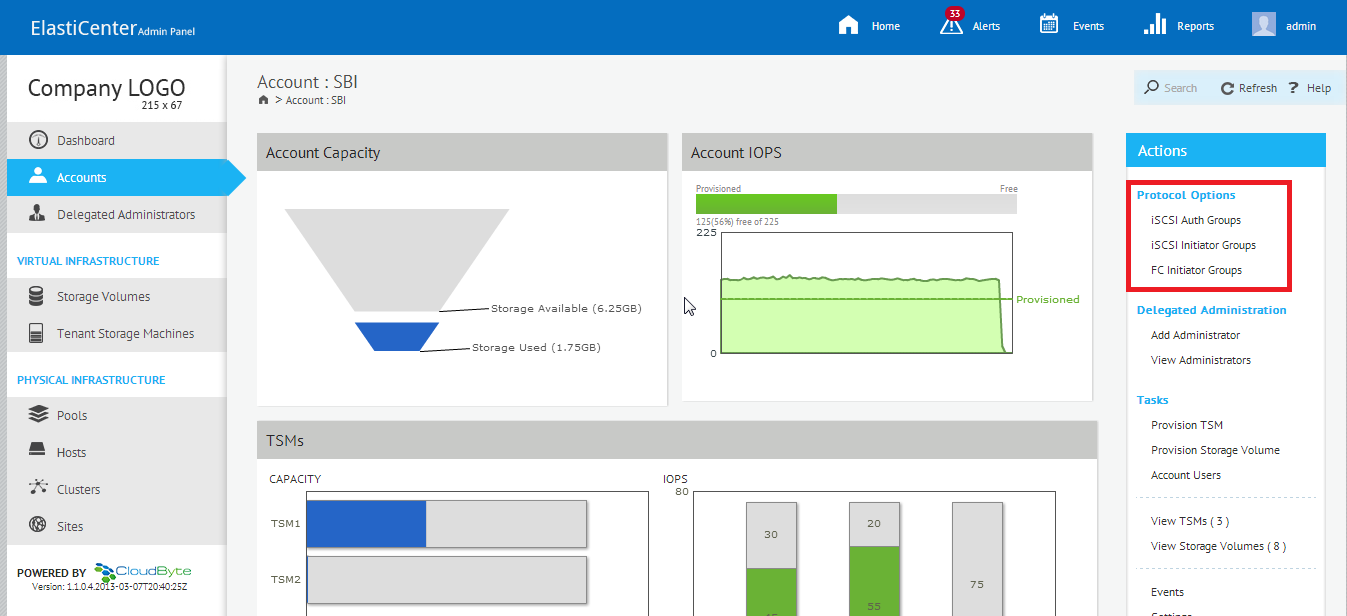 ElastiCenter Admin Panel
Home
33
Alerts
Events
Reports
admin
Company LOGO
215 x 67
Dashboard
Accounts
Delegated Administrators
VIRTUAL INFRASTRUCTURE
Storage Volumes
Tenant Storage Machines
PHYSICAL INFRASTRUCTURE
Pools
Hosts
Clusters
Sites
POWERED BY CloudByte
Version: 1.1.0.4.2013-03-07T20:40:25Z
Account : SBI
> Account : SBI
Search
Refresh
? Help
Account Capacity
Storage Available (6.25GB)
Storage Used (1.75GB)
Account IOPS
Provisioned Free
125(56%) free of 225
225
Provisioned
0
TSMs
CAPACITY
TSM1
TSM2
IOPS
80
30
20
75
55
Actions
Protocol Options
iSCSI Auth Groups
iSCSI Initiator Groups
FC Initiator Groups
Delegated Administration
Add Administrator
View Administrators
Tasks
Provision TSM
Provision Storage Volume
Account Users
View TSMs ( 3 )
View Storage Volumes ( 8 )
Events